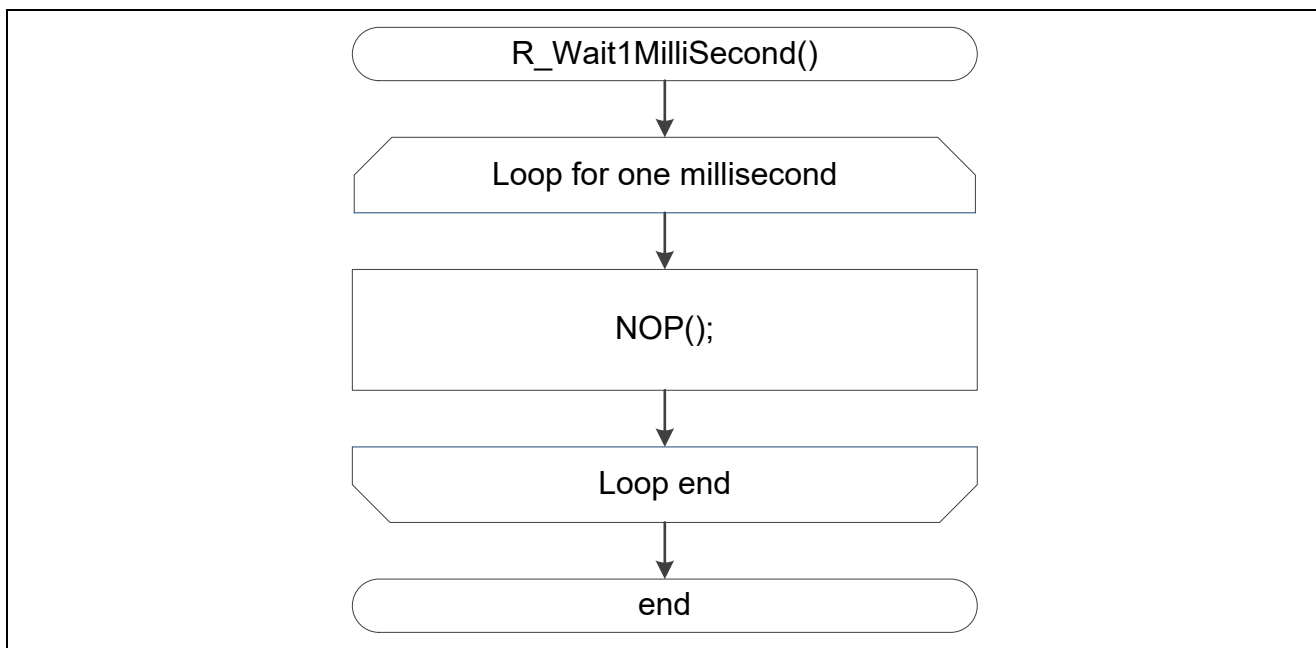 R_Wait1MilliSecond()
Loop for one millisecond
NOP();
Loop end
end